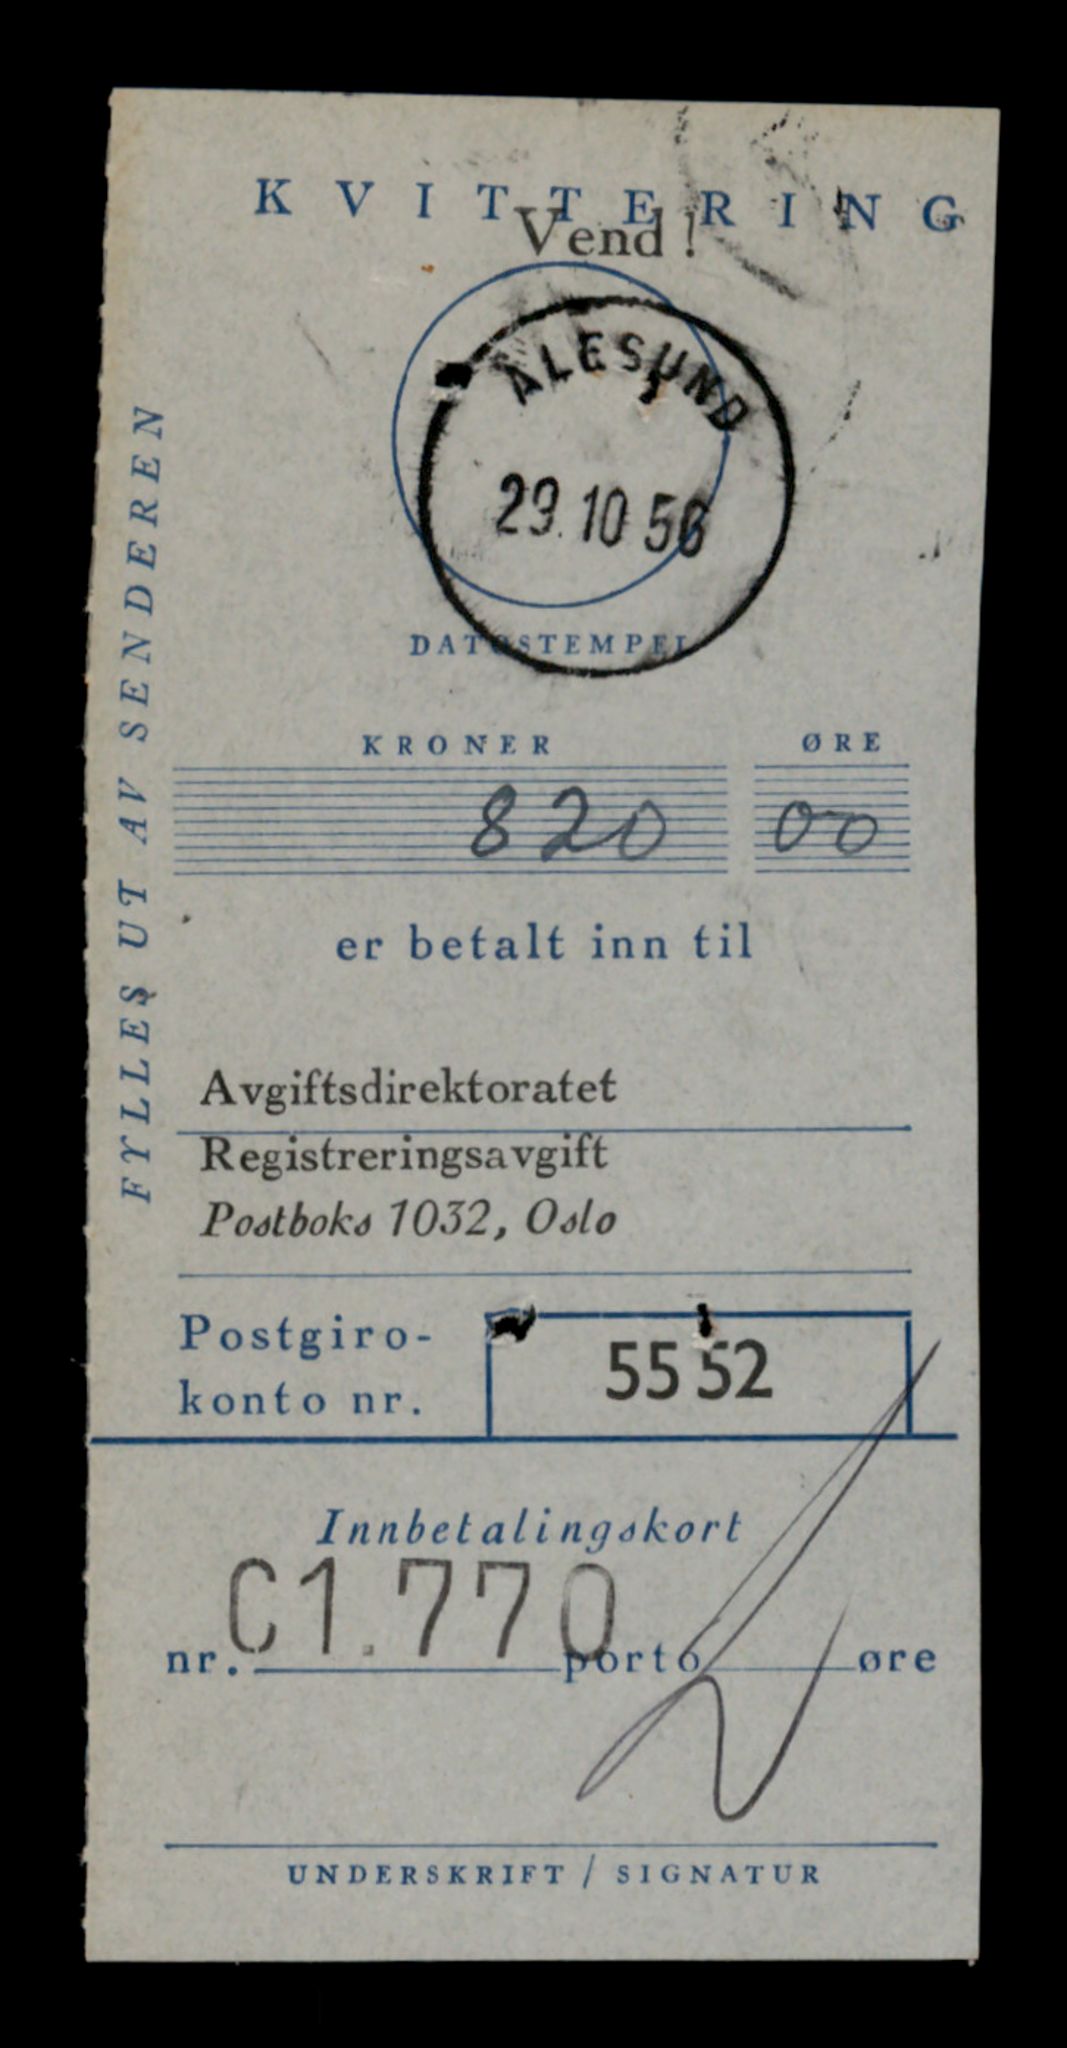 KVITTERING
Vend!
ÅLESUND
29.10 56
DATOSTEMPEL
FYLLES UT AV SENDEREN
KRONER ØRE
820 00
er betalt inn til
Avgiftsdirektoratet
Registreringsavgift
Postboks 1032, Oslo
Postgiro-
konto nr. 5552
Innbetalingskort
nr. C1.770 porto øre
UNDERSKRIFT / SIGNATUR